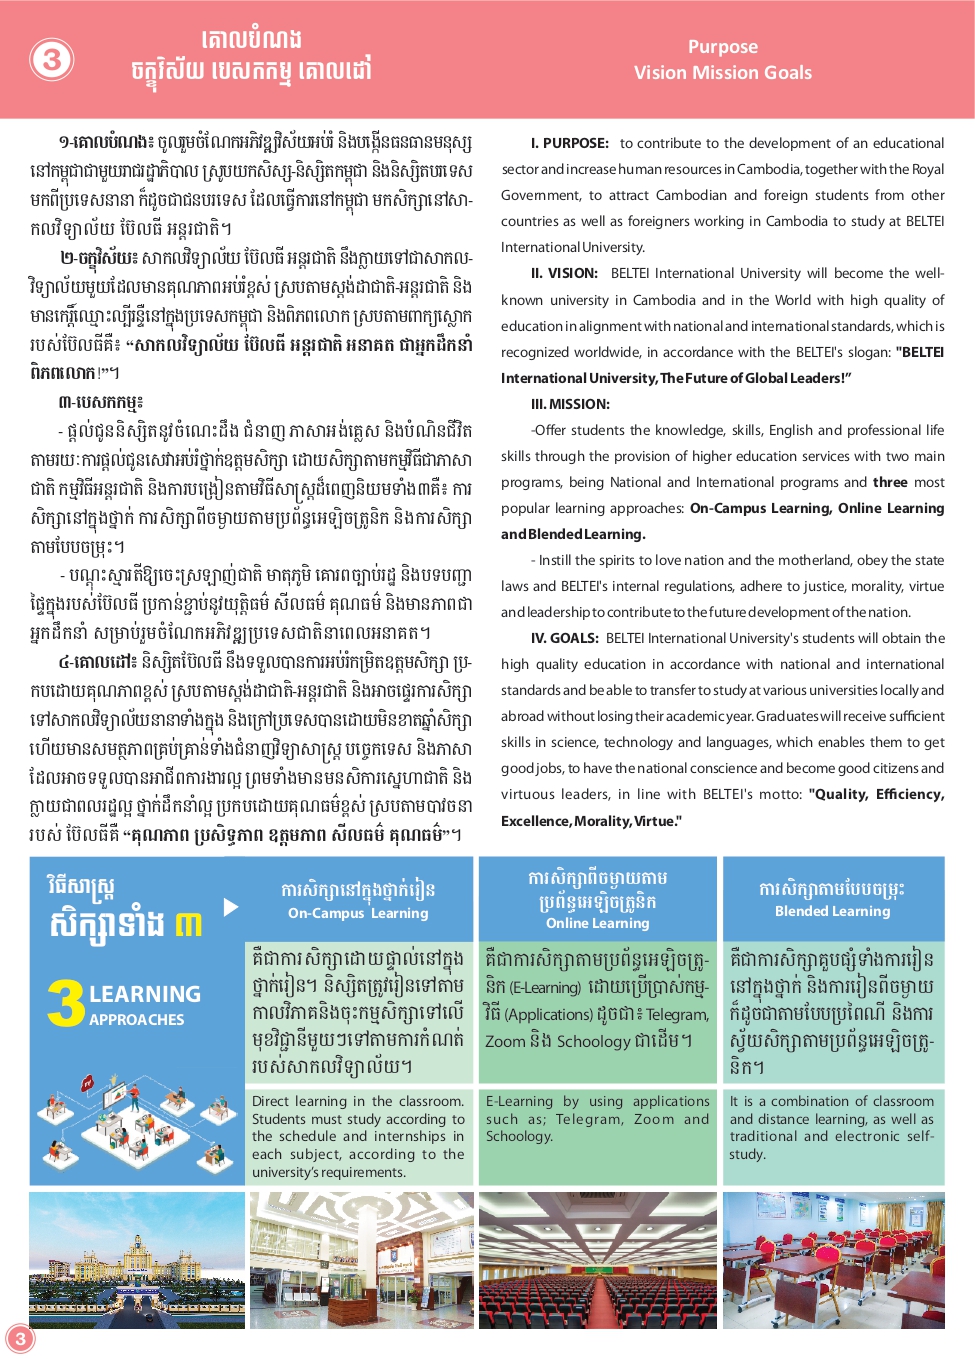 3
គោលបំណង
ចក្ខុវិស័យ បេសកកម្ម គោលដៅ
Purpose
Vision Mission Goals
១-គោលបំណង៖ ចូលរួមចំណែកអភិវឌ្ឍវិស័យអប់រំ និងបង្កើនធនធានមនុស្ស
នៅកម្ពុជាជាមួយរាជរដ្ឋាភិបាល ស្រូបយកសិស្ស-និស្សិតកម្ពុជា និងនិស្សិតបរទេស
មកពីប្រទេសនានា ក៏ដូចជាជនបរទេស ដែលធ្វើការនៅកម្ពុជា មកសិក្សានៅសា-
កលវិទ្យាល័យ ប៊ែលធី អន្តរជាតិ។
២-ចក្ខុវិស័យ៖ សាកលវិទ្យាល័យ ប៊ែលធី អន្តរជាតិ នឹងក្លាយទៅជាសាកល-
វិទ្យាល័យមួយដែលមានគុណភាពអប់រំខ្ពស់ ស្របតាមស្តង់ដាជាតិ-អន្តរជាតិ និង
មានកេរ្តិ៍ឈ្មោះល្បីរន្ទឺនៅក្នុងប្រទេសកម្ពុជា និងពិភពលោក ស្របតាមពាក្យស្លោក
របស់ប៊ែលធីគឺ៖ “សាកលវិទ្យាល័យ ប៊ែលធី អន្តរជាតិ អនាគត ជាអ្នកដឹកនាំ
ពិភពលោក!”។
៣-បេសកកម្ម៖
- ផ្តល់ជូននិស្សិតនូវចំណេះដឹង ជំនាញ ភាសាអង់គ្លេស និងបំណិនជីវិត
តាមរយៈការផ្តល់ជូនសេវាអប់រំថ្នាក់ឧត្តមសិក្សា ដោយសិក្សាតាមកម្មវិធីជាភាសា
ជាតិ កម្មវិធីអន្តរជាតិ និងការបង្រៀនតាមវិធីសាស្ត្រដ៏ពេញនិយមទាំង៣គឺ៖ ការ
សិក្សានៅក្នុងថ្នាក់ ការសិក្សាពីចម្ងាយតាមប្រព័ន្ធអេឡិចត្រូនិក និងការសិក្សា
តាមបែបចម្រុះ។
- បណ្តុះស្មារតីឱ្យចេះស្រឡាញ់ជាតិ មាតុភូមិ គោរពច្បាប់រដ្ឋ និងបទបញ្ជា
ផ្ទៃក្នុងរបស់ប៊ែលធី ប្រកាន់ខ្ជាប់នូវយុត្តិធម៌ សីលធម៌ គុណធម៌ និងមានភាពជា
អ្នកដឹកនាំ សម្រាប់រួមចំណែកអភិវឌ្ឍប្រទេសជាតិនាពេលអនាគត។
៤-គោលដៅ៖ និស្សិតប៊ែលធី នឹងទទួលបានការអប់រំកម្រិតឧត្តមសិក្សា ប្រ-
កបដោយគុណភាពខ្ពស់ ស្របតាមស្តង់ដាជាតិ-អន្តរជាតិ និងអាចផ្ទេរការសិក្សា
ទៅសាកលវិទ្យាល័យនានាទាំងក្នុង និងក្រៅប្រទេសបានដោយមិនខាតឆ្នាំសិក្សា
ហើយមានសមត្ថភាពគ្រប់គ្រាន់ទាំងជំនាញវិទ្យាសាស្ត្រ បច្ចេកទេស និងភាសា
ដែលអាចទទួលបានអាជីពការងារល្អ ព្រមទាំងមានមនសិការស្នេហាជាតិ និង
ក្លាយជាពលរដ្ឋល្អ ថ្នាក់ដឹកនាំល្អ ប្រកបដោយគុណធម៌ខ្ពស់ ស្របតាមបាវចនា
របស់ ប៊ែលធីគឺ “គុណភាព ប្រសិទ្ធភាព ឧត្តមភាព សីលធម៌ គុណធម៌”។
I. PURPOSE: to contribute to the development of an educational
sector and increase human resources in Cambodia, together with the Royal
Government, to attract Cambodian and foreign students from other
countries as well as foreigners working in Cambodia to study at BELTEI
International University.
II. VISION: BELTEI International University will become the well-
known university in Cambodia and in the World with high quality of
education in alignment with national and international standards, which is
recognized worldwide, in accordance with the BELTEI's slogan: "BELTEI
International University, The Future of Global Leaders!”
III. MISSION:
-Offer students the knowledge, skills, English and professional life
skills through the provision of higher education services with two main
programs, being National and International programs and three most
popular learning approaches: On-Campus Learning, Online Learning
and Blended Learning.
- Instill the spirits to love nation and the motherland, obey the state
laws and BELTEI's internal regulations, adhere to justice, morality, virtue
and leadership to contribute to the future development of the nation.
IV. GOALS: BELTEI International University's students will obtain the
high quality education in accordance with national and international
standards and be able to transfer to study at various universities locally and
abroad without losing their academic year. Graduates will receive sufficient
skills in science, technology and languages, which enables them to get
good jobs, to have the national conscience and become good citizens and
virtuous leaders, in line with BELTEI's motto: "Quality, Efficiency,
Excellence, Morality, Virtue."
វិធីសាស្ត្រ
សិក្សាទាំង ៣
3 LEARNING
APPROACHES
ការសិក្សានៅក្នុងថ្នាក់រៀន
On-Campus Learning
គឺជាការសិក្សាដោយផ្ទាល់នៅក្នុង
ថ្នាក់រៀន។ និស្សិតត្រូវរៀនទៅតាម
កាលវិភាគនិងចុះកម្មសិក្សាទៅលើ
មុខវិជ្ជានីមួយៗទៅតាមការកំណត់
របស់សាកលវិទ្យាល័យ។
Direct learning in the classroom.
Students must study according to
the schedule and internships in
each subject, according to the
university’s requirements.
ការសិក្សាពីចម្ងាយតាម
ប្រព័ន្ធអេឡិចត្រូនិក
Online Learning
គឺជាការសិក្សាតាមប្រព័ន្ធអេឡិចត្រូ-
និក (E-Learning) ដោយប្រើប្រាស់កម្ម-
វិធី (Applications) ដូចជា៖ Telegram,
Zoom និង Schoology ជាដើម។
E-Learning by using applications
such as; Telegram, Zoom and
Schoology.
ការសិក្សាតាមបែបចម្រុះ
Blended Learning
គឺជាការសិក្សាគួបផ្សំទាំងការរៀន
នៅក្នុងថ្នាក់ និងការរៀនពីចម្ងាយ
ក៏ដូចជាតាមបែបប្រពៃណី និងការ
ស្វ័យសិក្សាតាមប្រព័ន្ធអេឡិចត្រូ-
និក។
It is a combination of classroom
and distance learning, as well as
traditional and electronic self-
study.
3